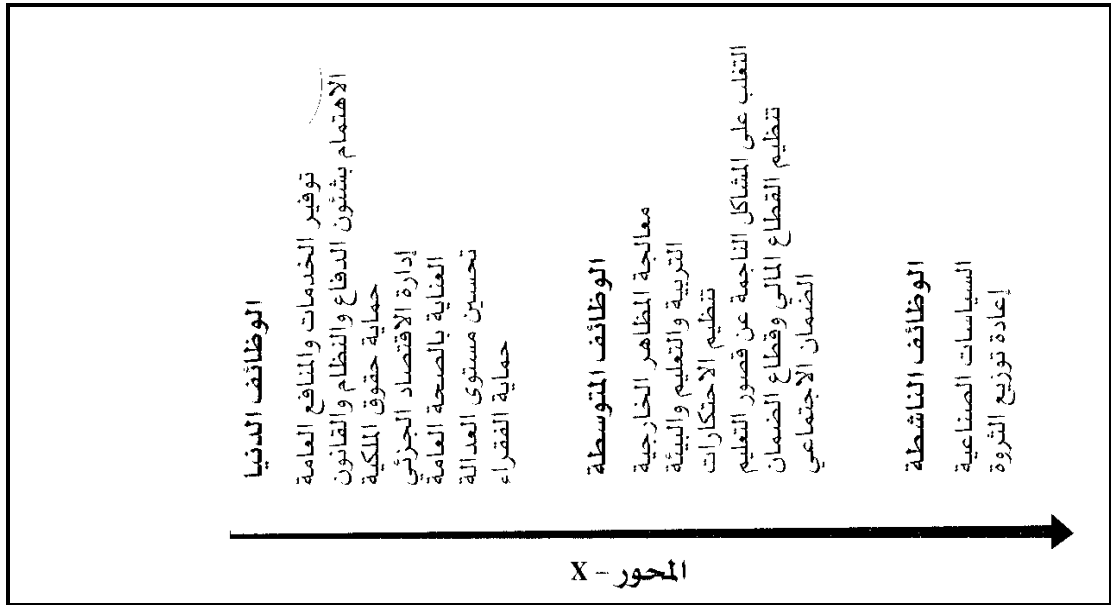 الوظائف الدنيا
توفير الخدمات والمنافع العامة
الاهتمام بشئون الدفاع والنظام والقانون
حماية حقوق الملكية
إدارة الاقتصاد الجزئي
العناية بالصحة العامة
تحسين مستوى العدالة
حماية الفقراء
الوظائف المتوسطة
معالجة المظاهر الخارجية
التربية والتعليم والبيئة
تنظيم الاحتكارات
التغلب على المشاكل الناجمة عن قصور التعليم
تنظيم القطاع المالي وقطاع الضمان
الضمان الاجتماعي
الوظائف الناشطة
السياسات الصناعية
إعادة توزيع الثروة
المحور – X